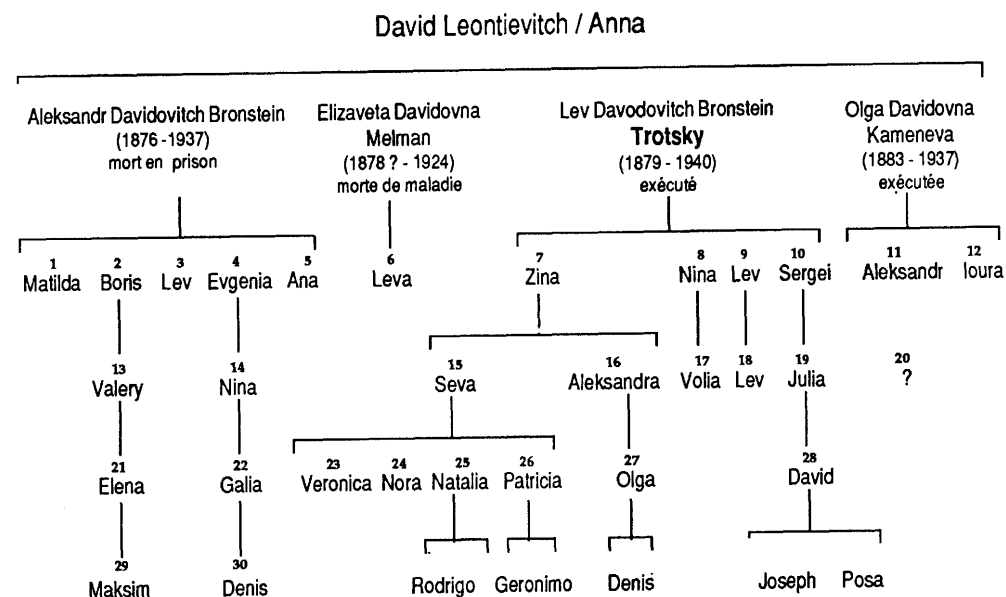 David Leontievitch / Anna
Aleksandr Davidovitch Bronstein
(1876 -1937)
mort en prison
Elizaveta Davidovna
Melman
(1878 ? - 1924)
morte de maladie
Lev Davodovitch Bronstein
Trotsky
(1879 - 1940)
exécuté
Olga Davidovna
Kameneva
(1883 - 1937)
exécutée
1 2 3 4 5 6 7 8 9 10 11 12
Matilda Boris Lev Evgenia Ana Leva Zina Nina Lev Sergei Aleksandr Ioura
13 14 15 16 17 18 19 20
Valery Nina Seva Aleksandra Volia Lev Julia ?
21 22 23 24 25 26 27 28
Elena Galia Veronica Nora Natalia Patricia Olga David
29 30
Maksim Denis Rodrigo Geronimo Denis Joseph Posa